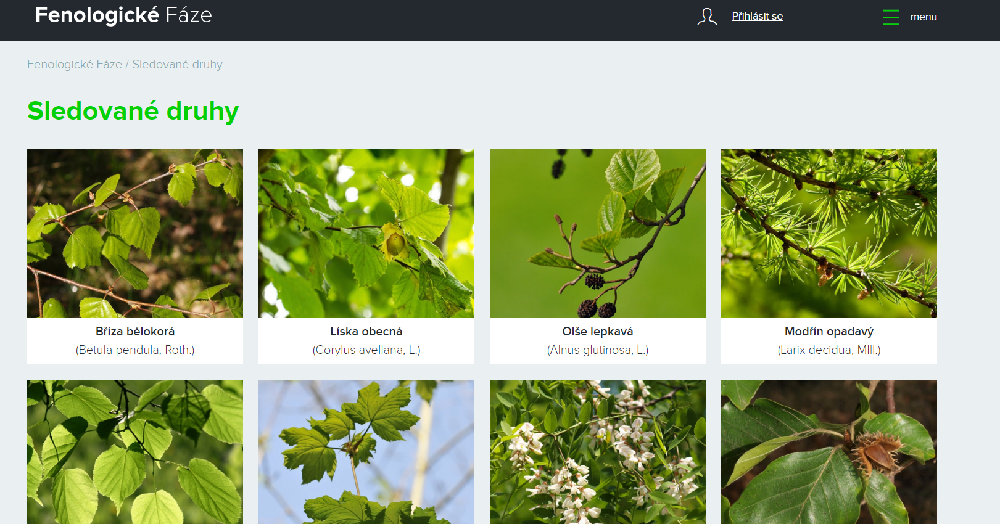 Fenologické Fáze
Přihlásit se
menu
Fenologické Fáze / Sledované druhy
Sledované druhy
Bříza bělokorá
(Betula pendula, Roth.)
Líska obecná
(Corylus avellana, L.)
Olše lepkavá
(Alnus glutinosa, L.)
Modřín opadavý
(Larix decidua, MIll.)